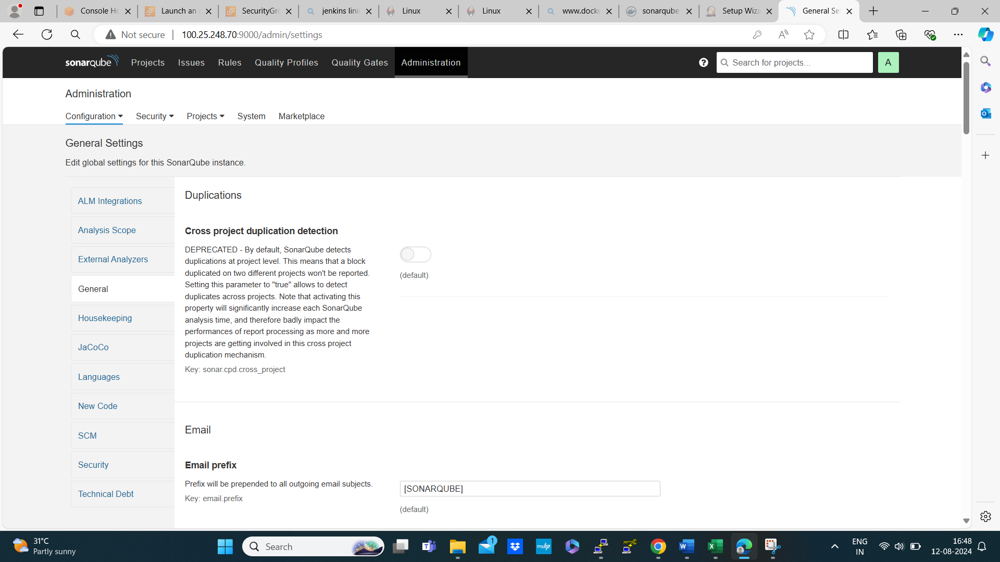 Console Ho
Launch an i
SecurityGro
jenkins linu
Linux
Linux
www.docke
sonarqube
Setup Wiza
General Se
Not secure
100.25.248.70:9000/admin/settings
sonarqube
Projects
Issues
Rules
Quality Profiles
Quality Gates
Administration
Search for projects...
A
Administration
Configuration
Security
Projects
System
Marketplace
General Settings
Edit global settings for this SonarQube instance.
ALM Integrations
Analysis Scope
External Analyzers
General
Housekeeping
JaCoCo
Languages
New Code
SCM
Security
Technical Debt
Duplications
Cross project duplication detection
DEPRECATED - By default, SonarQube detects
duplications at project level. This means that a block
duplicated on two different projects won't be reported.
Setting this parameter to "true" allows to detect
duplicates across projects. Note that activating this
property will significantly increase each SonarQube
analysis time, and therefore badly impact the
performances of report processing as more and more
projects are getting involved in this cross project
duplication mechanism.
Key: sonar.cpd.cross_project
(default)
Email
Email prefix
Prefix will be prepended to all outgoing email subjects.
Key: email.prefix
[SONARQUBE]
(default)
31°C
Partly sunny
Search
1
myhp
ENG
IN
16:48
12-08-2024